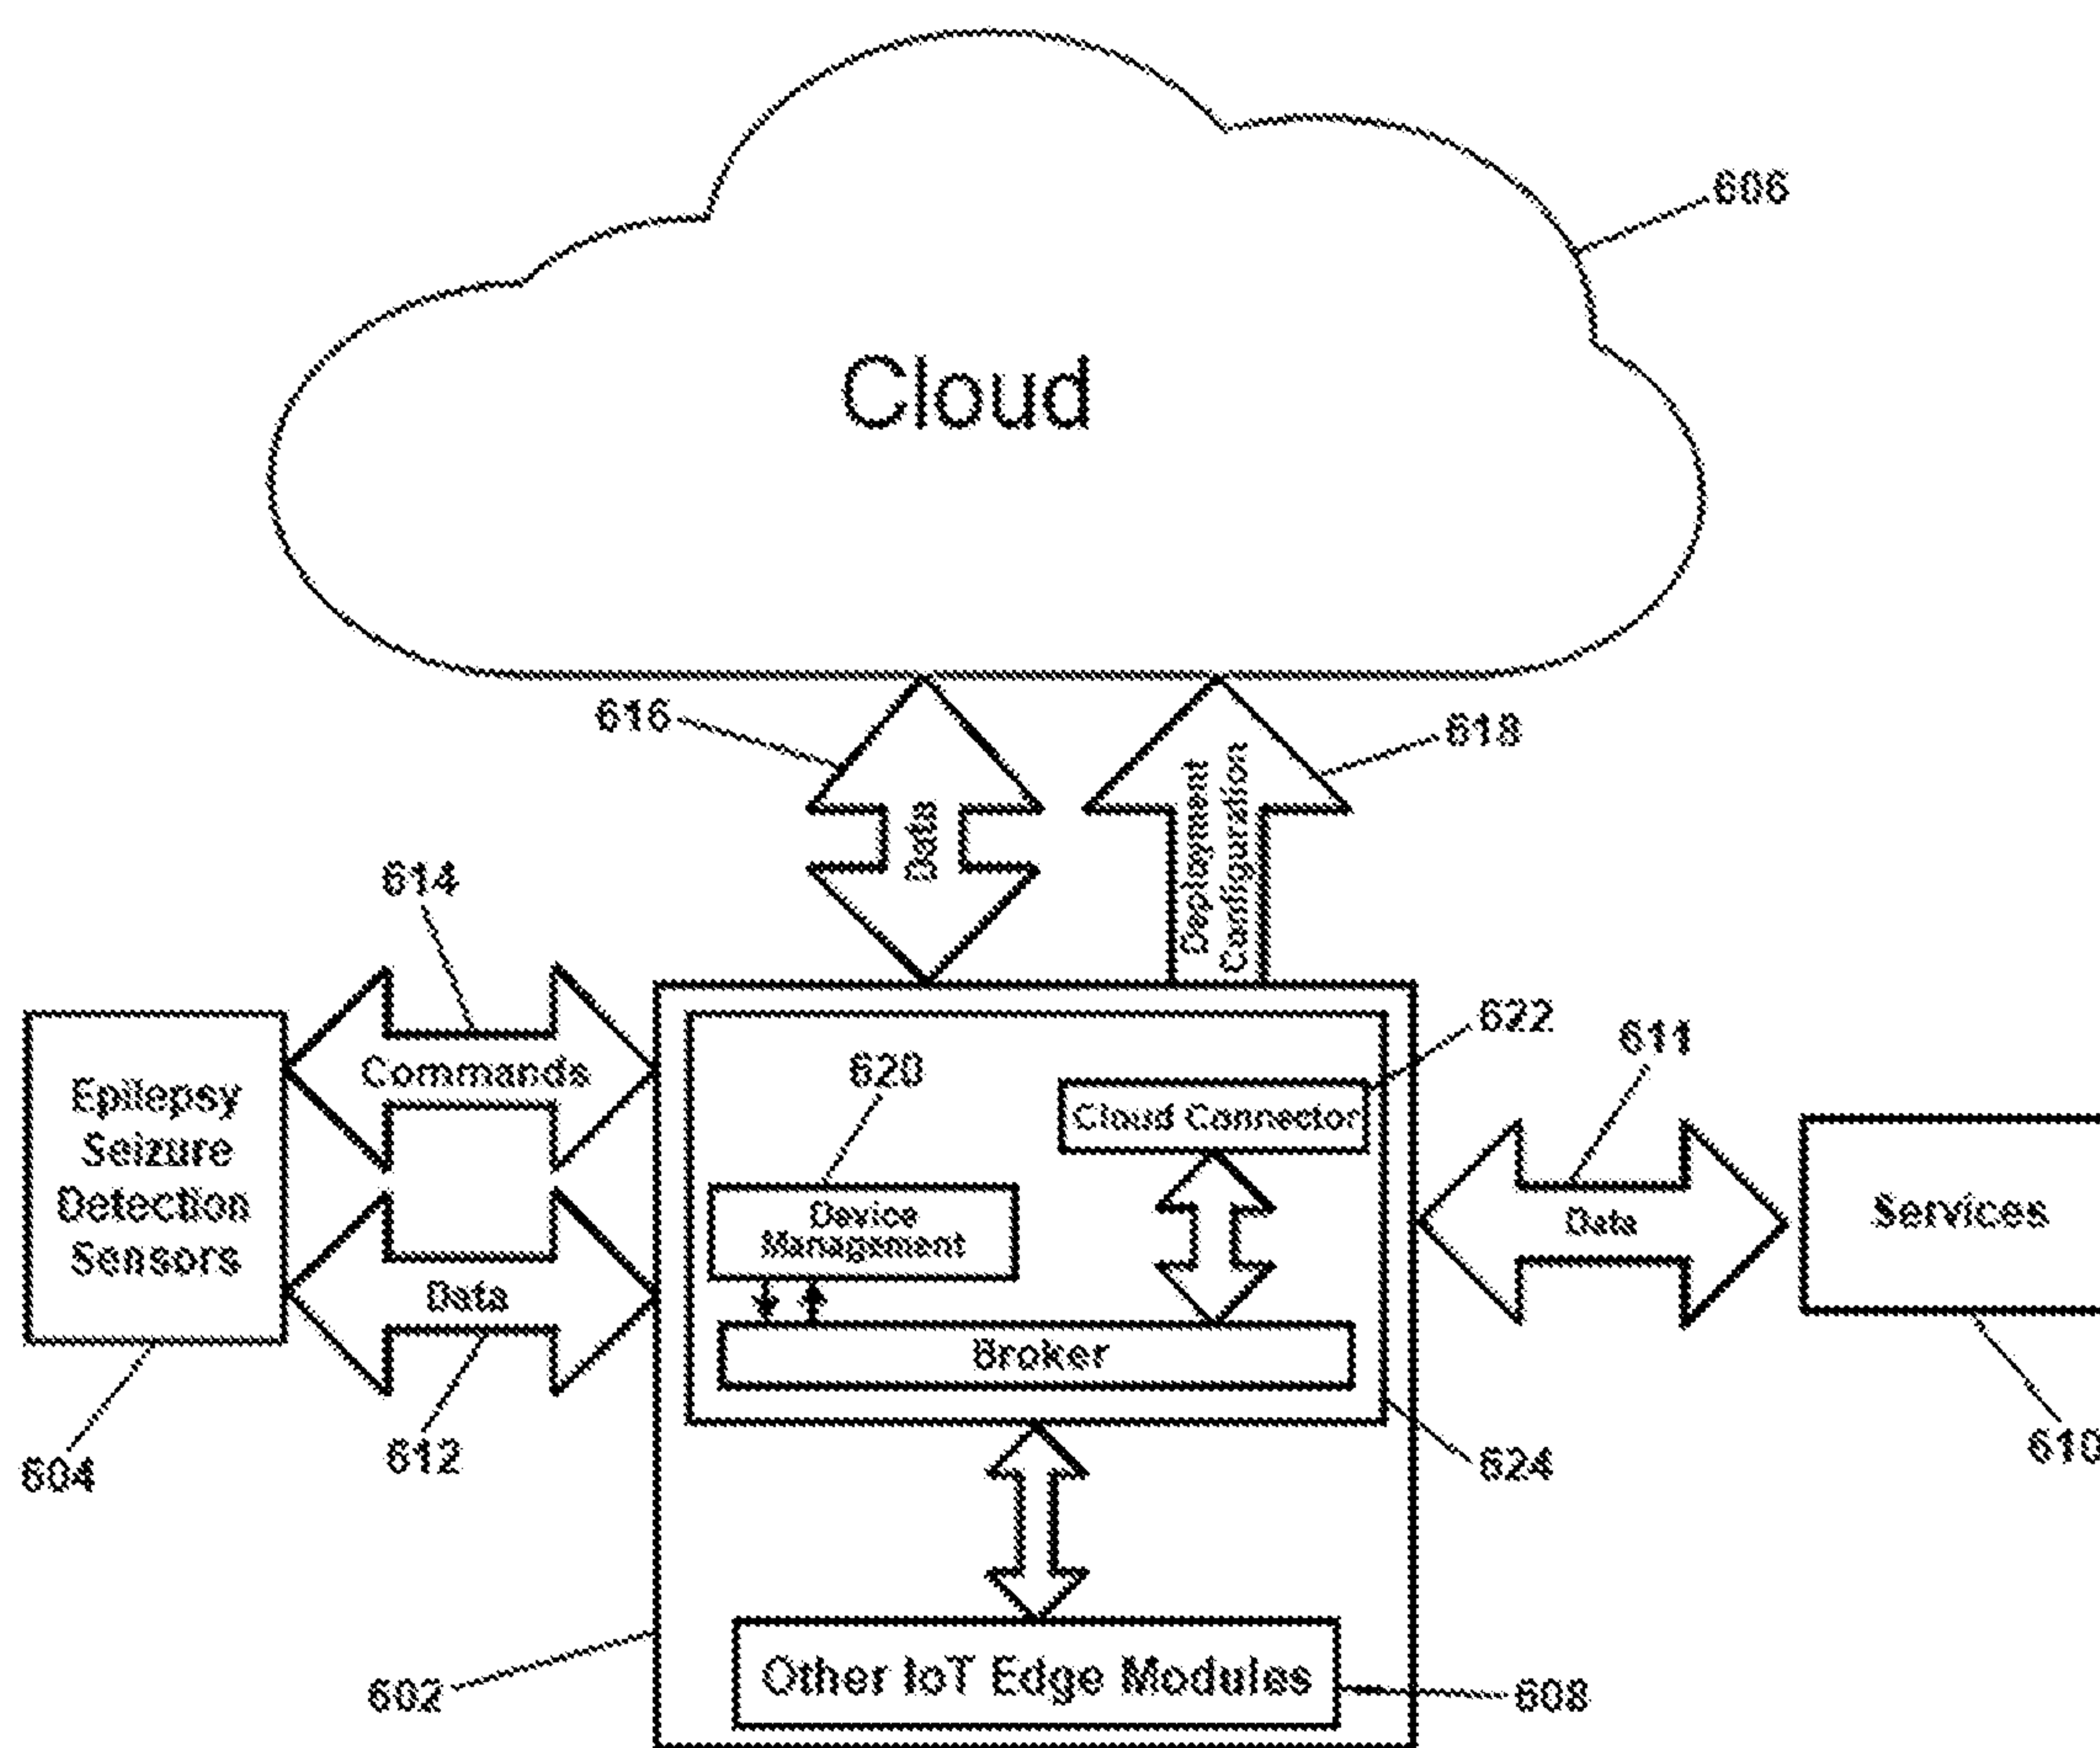 606
Cloud
616
618
Data
Deployment
Configuration
614
622
611
620
Commands
Cloud Connector
Epilepsy
Seizure
Detection
Sensors
Device
Management
Data
Services
Data
Broker
604
612
624
610
602
Other IoT Edge Modules
608